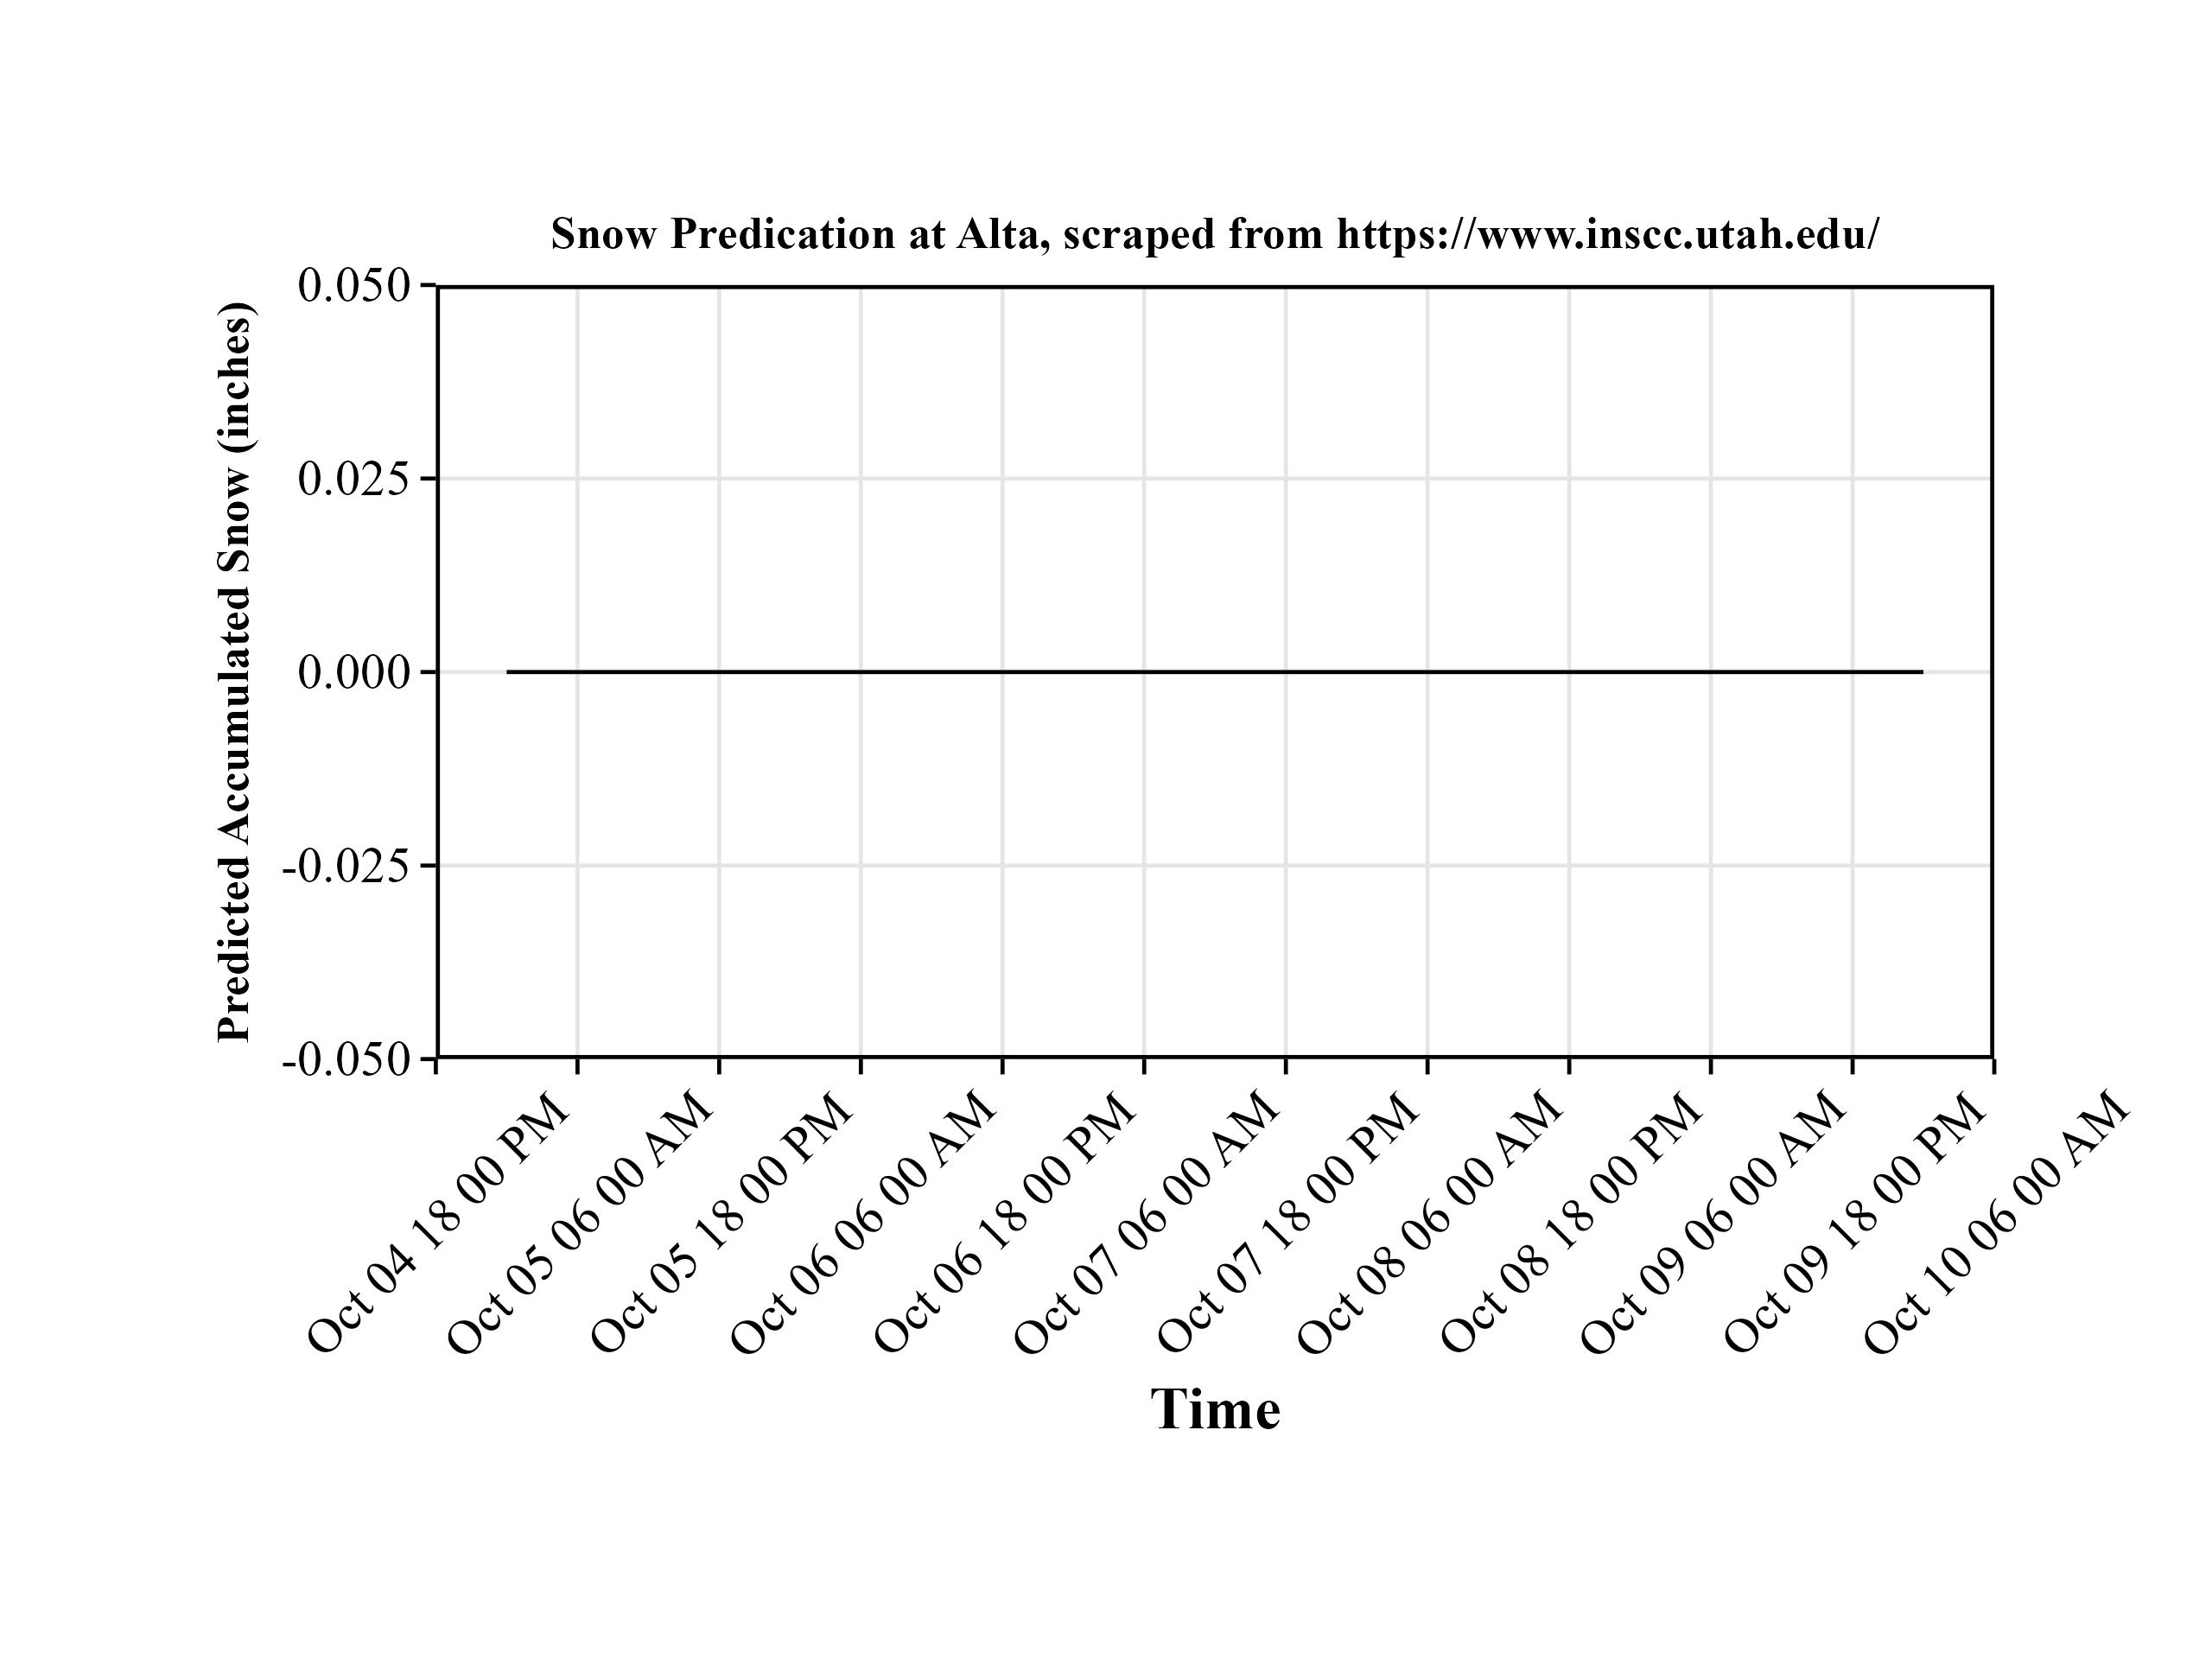 Snow Predication at Alta, scraped from https://www.inscc.utah.edu/
Predicted Accumulated Snow (inches)
0.050
0.025
0.000
-0.025
-0.050
Oct 04 18 00 PM
Oct 05 06 00 AM
Oct 05 18 00 PM
Oct 06 06 00 AM
Oct 06 18 00 PM
Oct 07 06 00 AM
Oct 07 18 00 PM
Oct 08 06 00 AM
Oct 08 18 00 PM
Oct 09 06 00 AM
Oct 09 18 00 PM
Oct 10 06 00 AM
Time